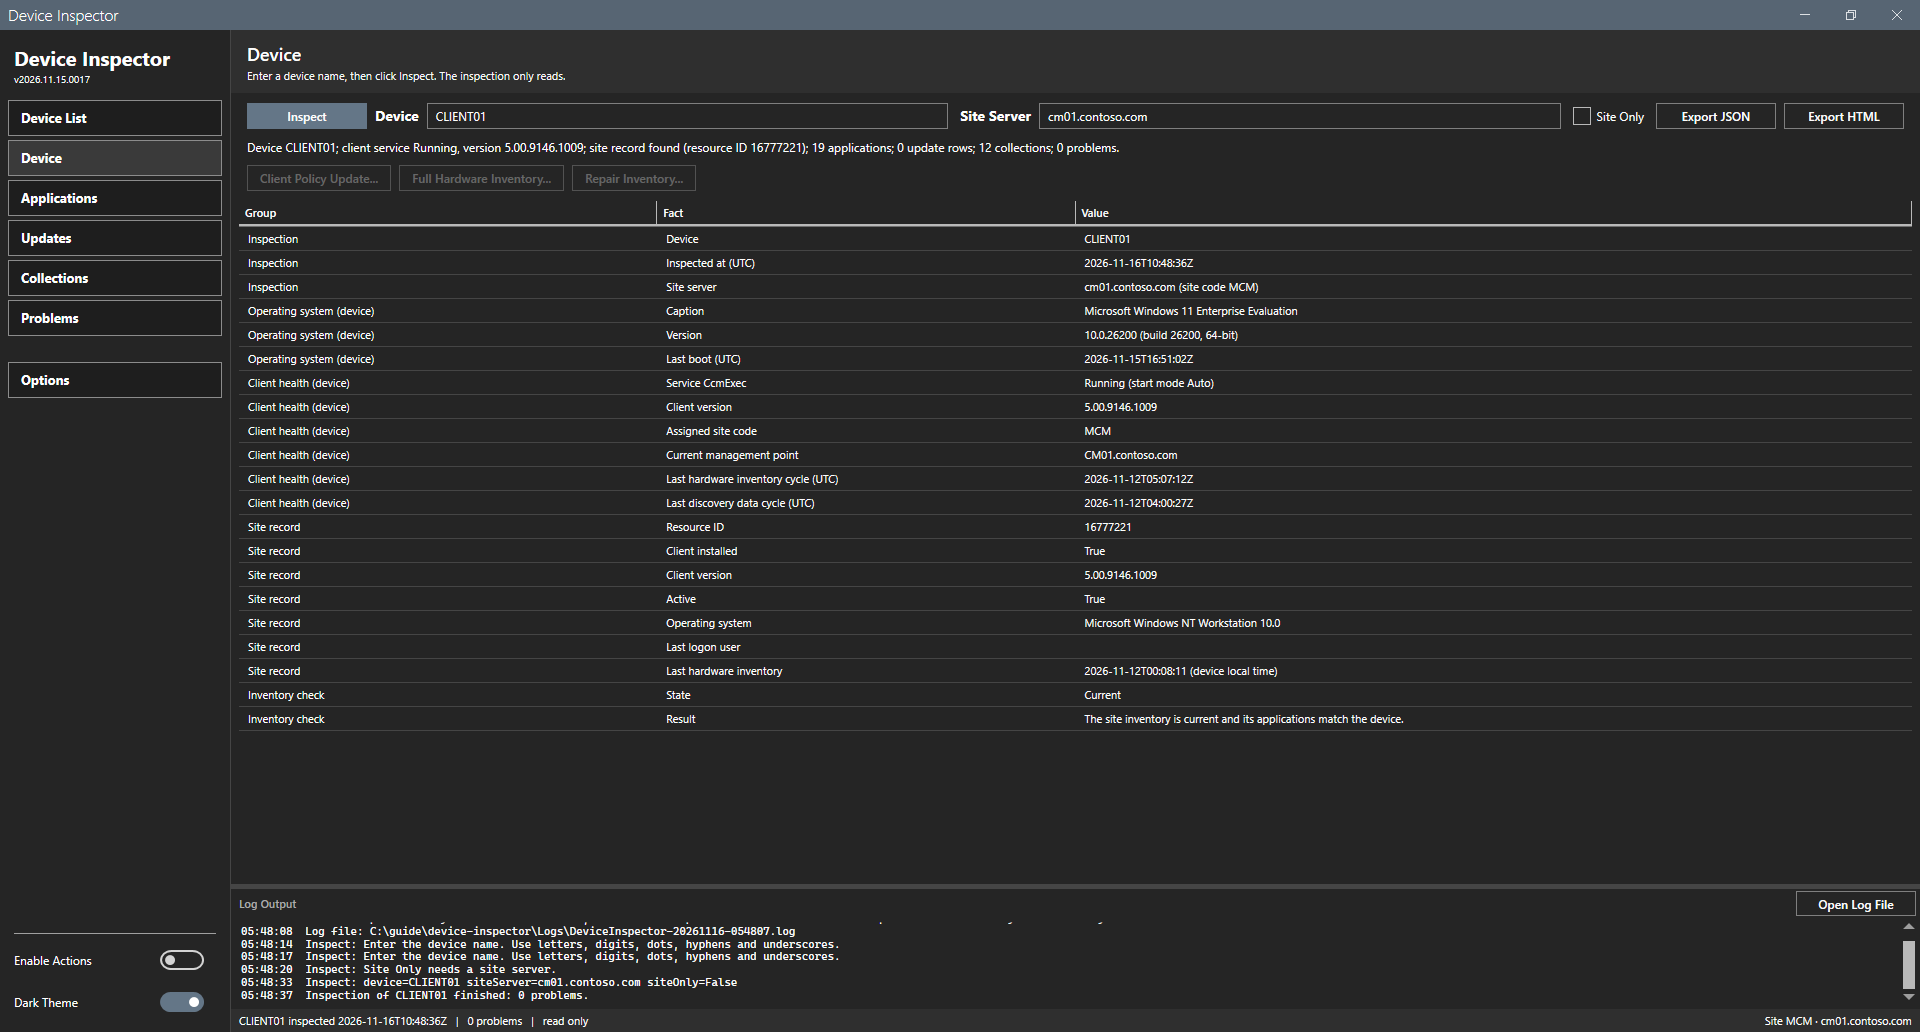 Device Inspector
Device Inspector
v2026.11.15.0017
Device List
Device
Applications
Updates
Collections
Problems
Options
Enable Actions
Dark Theme
Device
Enter a device name, then click Inspect. The inspection only reads.
Inspect Device CLIENT01 Site Server cm01.contoso.com Site Only Export JSON Export HTML
Device CLIENT01; client service Running, version 5.00.9146.1009; site record found (resource ID 16777221); 19 applications; 0 update rows; 12 collections; 0 problems.
Client Policy Update... Full Hardware Inventory... Repair Inventory...
Group Fact Value
Inspection Device CLIENT01
Inspection Inspected at (UTC) 2026-11-16T10:48:36Z
Inspection Site server cm01.contoso.com (site code MCM)
Operating system (device) Caption Microsoft Windows 11 Enterprise Evaluation
Operating system (device) Version 10.0.26200 (build 26200, 64-bit)
Operating system (device) Last boot (UTC) 2026-11-15T16:51:02Z
Client health (device) Service CcmExec Running (start mode Auto)
Client health (device) Client version 5.00.9146.1009
Client health (device) Assigned site code MCM
Client health (device) Current management point CM01.contoso.com
Client health (device) Last hardware inventory cycle (UTC) 2026-11-12T05:07:12Z
Client health (device) Last discovery data cycle (UTC) 2026-11-12T04:00:27Z
Site record Resource ID 16777221
Site record Client installed True
Site record Client version 5.00.9146.1009
Site record Active True
Site record Operating system Microsoft Windows NT Workstation 10.0
Site record Last logon user
Site record Last hardware inventory 2026-11-12T00:08:11 (device local time)
Inventory check State Current
Inventory check Result The site inventory is current and its applications match the device.
Log Output Open Log File
05:48:08 Log file: C:\guide\device-inspector\Logs\DeviceInspector-20261116-054807.log
05:48:14 Inspect: Enter the device name. Use letters, digits, dots, hyphens and underscores.
05:48:17 Inspect: Enter the device name. Use letters, digits, dots, hyphens and underscores.
05:48:20 Inspect: Site Only needs a site server.
05:48:33 Inspect: device=CLIENT01 siteServer=cm01.contoso.com siteOnly=False
05:48:37 Inspection of CLIENT01 finished: 0 problems.
CLIENT01 inspected 2026-11-16T10:48:36Z | 0 problems | read only Site MCM · cm01.contoso.com